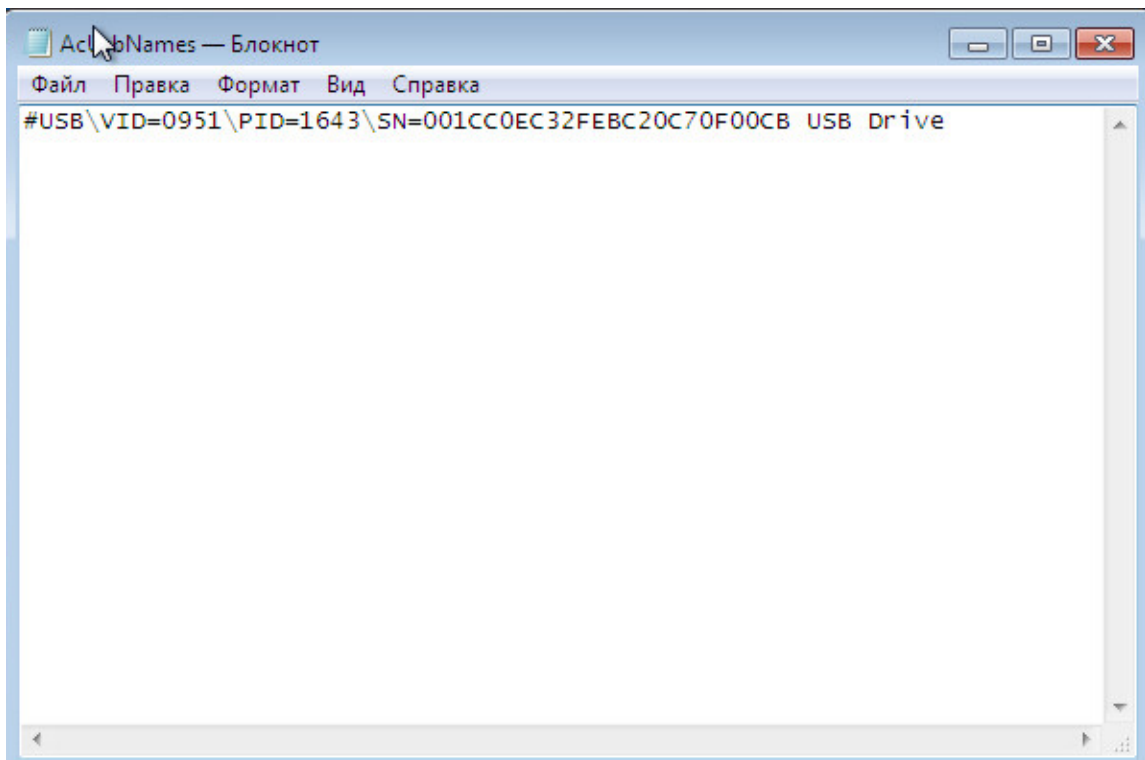 — Блокнот
Файл Правка Формат Вид Справка
#USB\VID=0951\PID=1643\SN=001CC0EC32FEBC20C70F00CB USB Drive